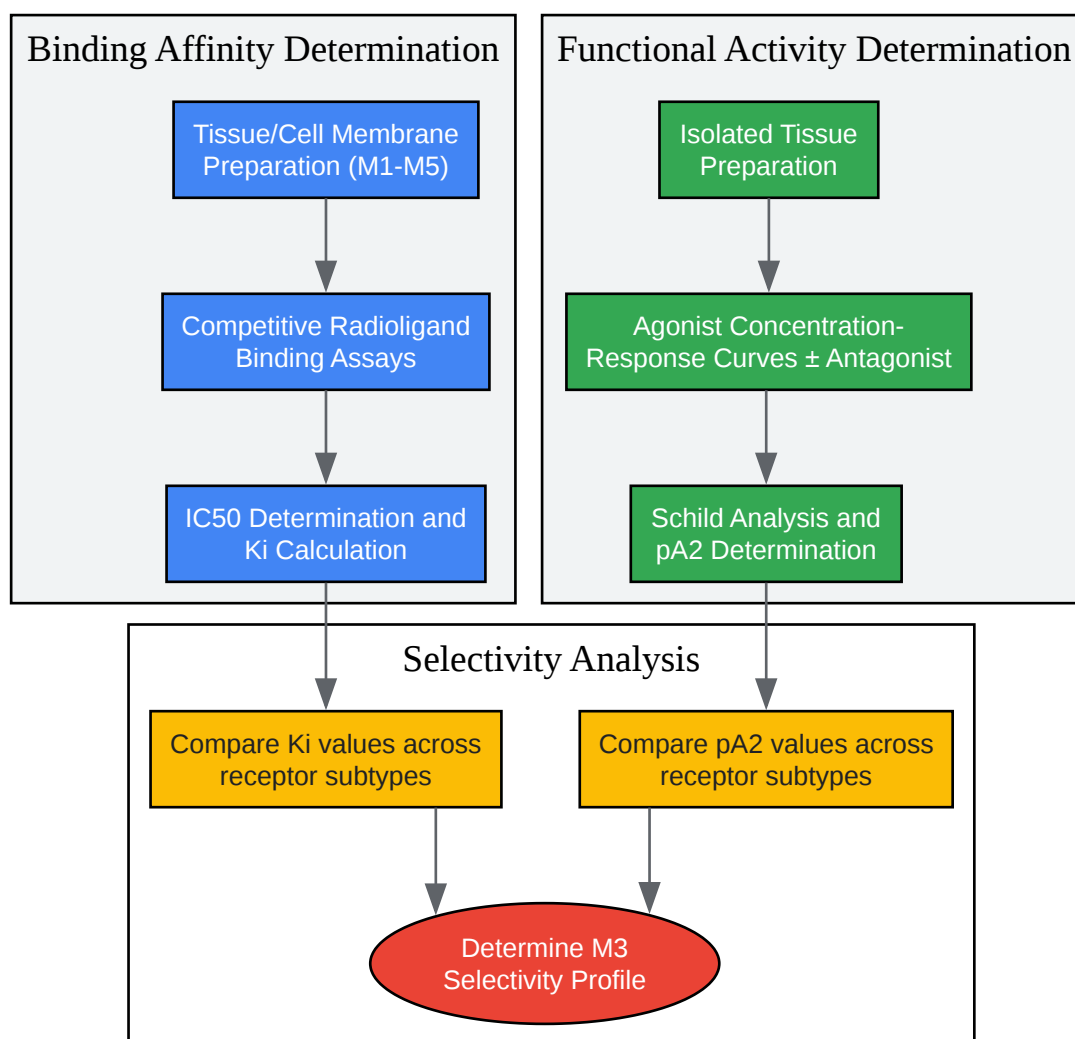 Binding Affinity Determination
Tissue/Cell Membrane
Preparation (M1-M5)
Competitive Radioligand
Binding Assays
IC50 Determination and
Ki Calculation
Functional Activity Determination
Isolated Tissue
Preparation
Agonist Concentration-
Response Curves ± Antagonist
Schild Analysis and
pA2 Determination
Selectivity Analysis
Compare Ki values across
receptor subtypes
Compare pA2 values across
receptor subtypes
Determine M3
Selectivity Profile